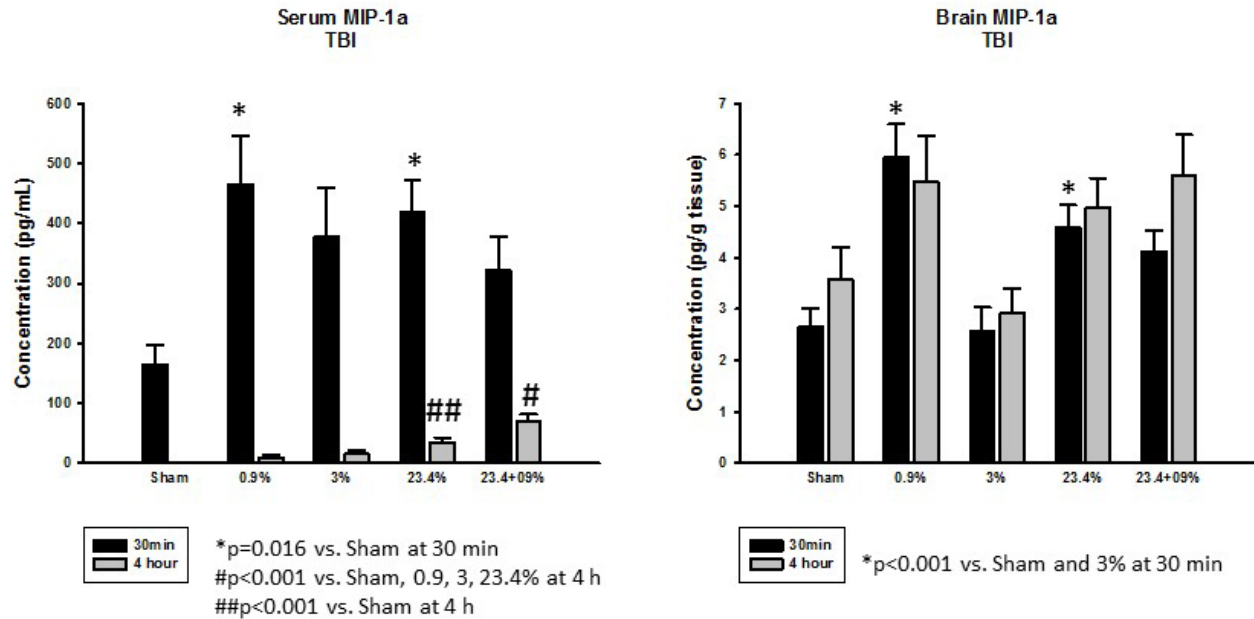 Serum MIP-1a
TBI
Concentration (pg/mL)
600
500
400
300
200
100
0
*
*
##
#
Sham
0.9%
3%
23.4%
23.4+09%
30min
4 hour
*p=0.016 vs. Sham at 30 min
#p<0.001 vs. Sham, 0.9, 3, 23.4% at 4 h
##p<0.001 vs. Sham at 4 h
Brain MIP-1a
TBI
Concentration (pg/g tissue)
7
6
5
4
3
2
1
0
*
*
Sham
0.9%
3%
23.4%
23.4+09%
30min
4 hour
*p<0.001 vs. Sham and 3% at 30 min